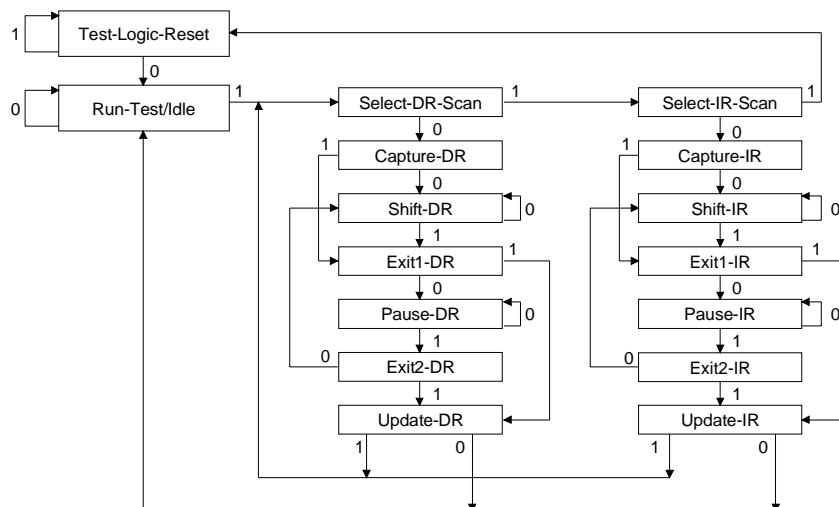 Test-Logic-Reset
1
0
Run-Test/Idle
0
1
Select-DR-Scan
1
Select-IR-Scan
1
0
0
1
Capture-DR
1
Capture-IR
0
0
Shift-DR
0
Shift-IR
0
1
1
Exit1-DR
1
Exit1-IR
1
0
0
Pause-DR
0
Pause-IR
0
1
1
0
Exit2-DR
0
Exit2-IR
1
1
Update-DR
Update-IR
1
0
1
0